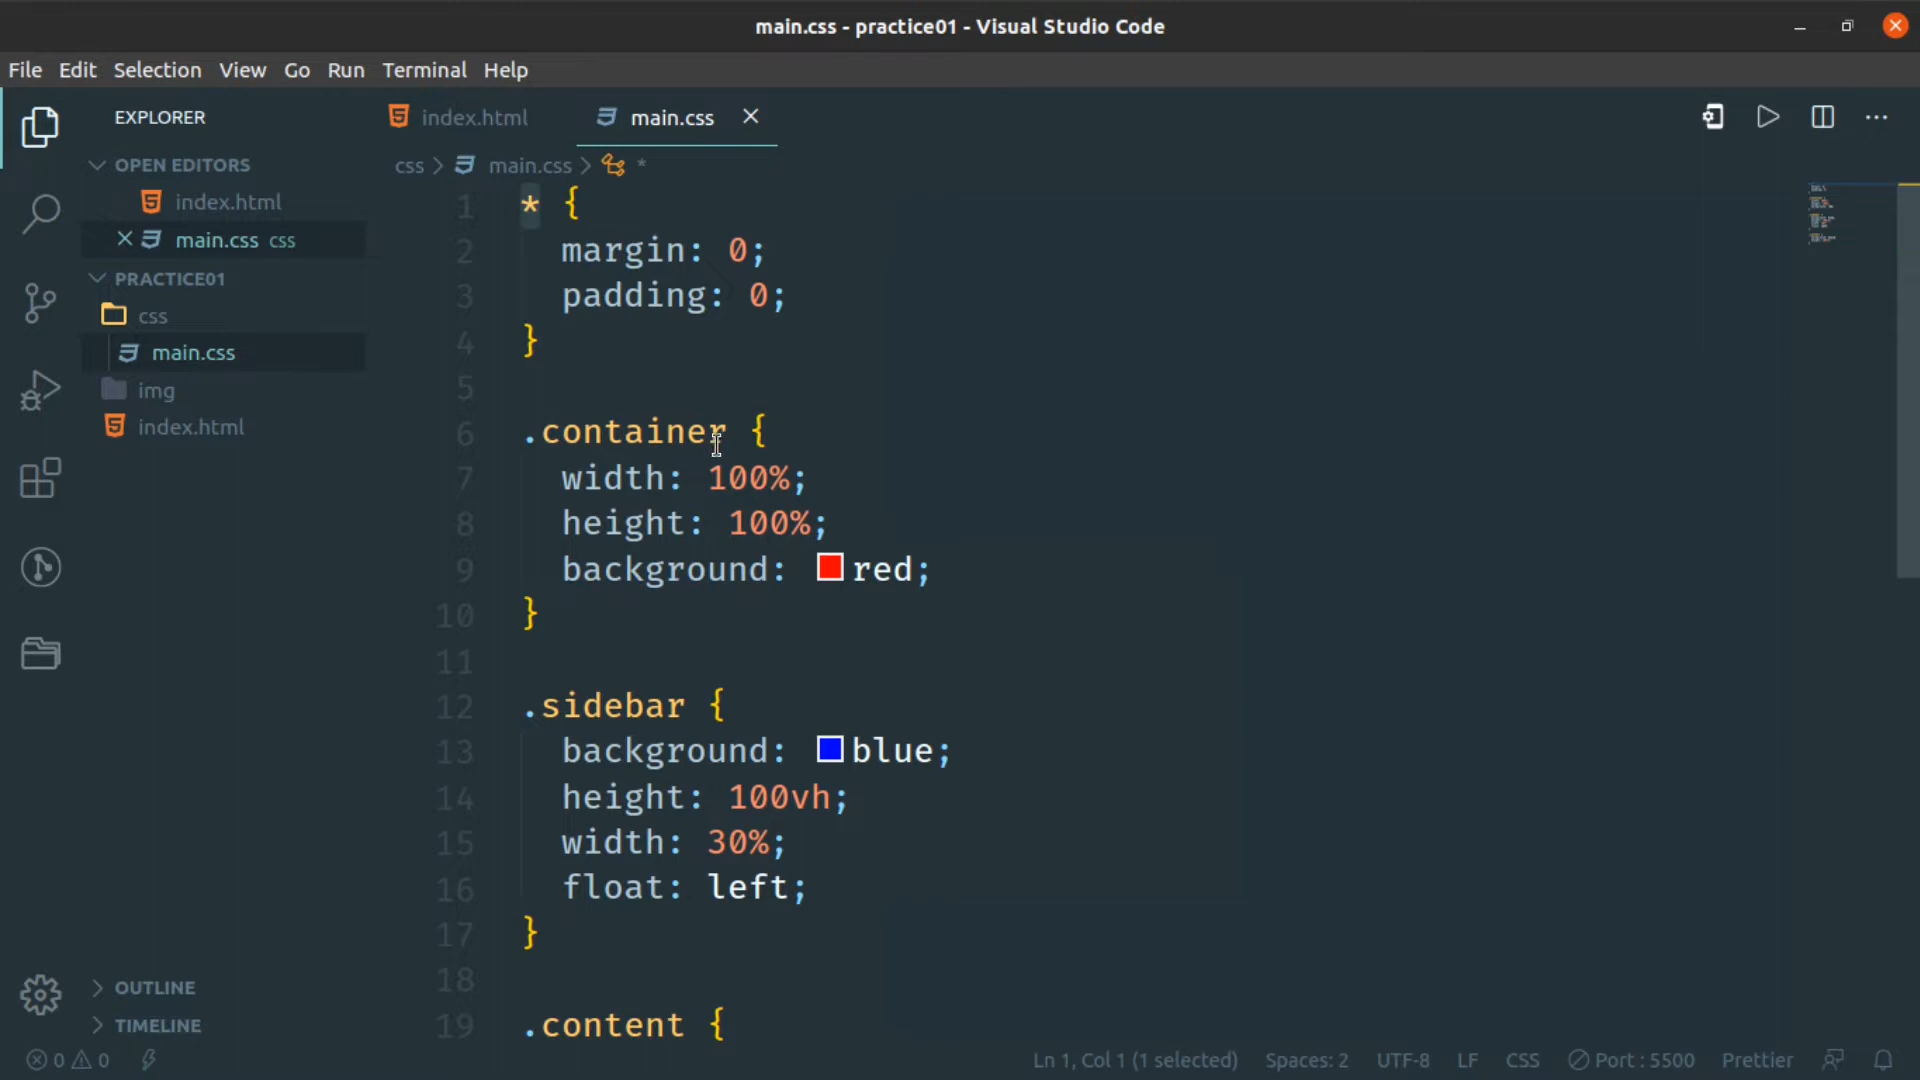 main.css - practice01 - Visual Studio Code
File Edit Selection View Go Run Terminal Help
EXPLORER
OPEN EDITORS
index.html
main.css css
PRACTICE01
css
main.css
img
index.html
OUTLINE
TIMELINE
index.html main.css
css > main.css > *
1 * {
2 margin: 0;
3 padding: 0;
4 }
5
6 .container {
7 width: 100%;
8 height: 100%;
9 background: red;
10 }
11
12 .sidebar {
13 background: blue;
14 height: 100vh;
15 width: 30%;
16 float: left;
17 }
18
19 .content {
0 0 Ln 1, Col 1 (1 selected) Spaces: 2 UTF-8 LF CSS Port : 5500 Prettier